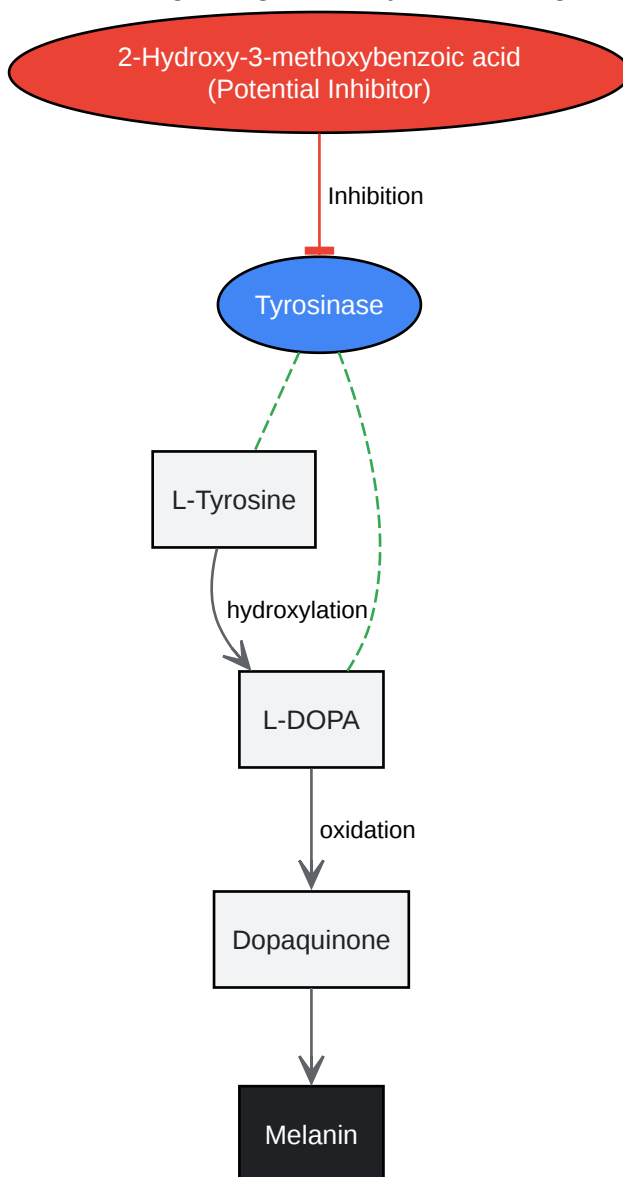 2-Hydroxy-3-methoxybenzoic acid
(Potential Inhibitor)
Inhibition
Tyrosinase
L-Tyrosine
hydroxylation
L-DOPA
oxidation
Dopaquinone
Melanin